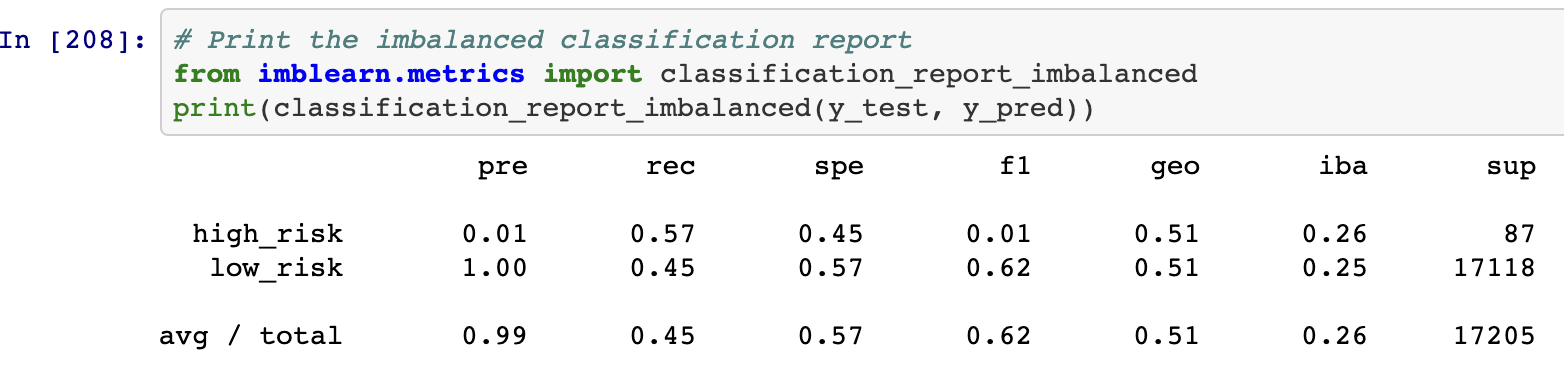 In [208]: # Print the imbalanced classification report
from imblearn.metrics import classification_report_imbalanced
print(classification_report_imbalanced(y_test, y_pred))
pre rec spe f1 geo iba sup
high_risk 0.01 0.57 0.45 0.01 0.51 0.26 87
low_risk 1.00 0.45 0.57 0.62 0.51 0.25 17118
avg / total 0.99 0.45 0.57 0.62 0.51 0.26 17205